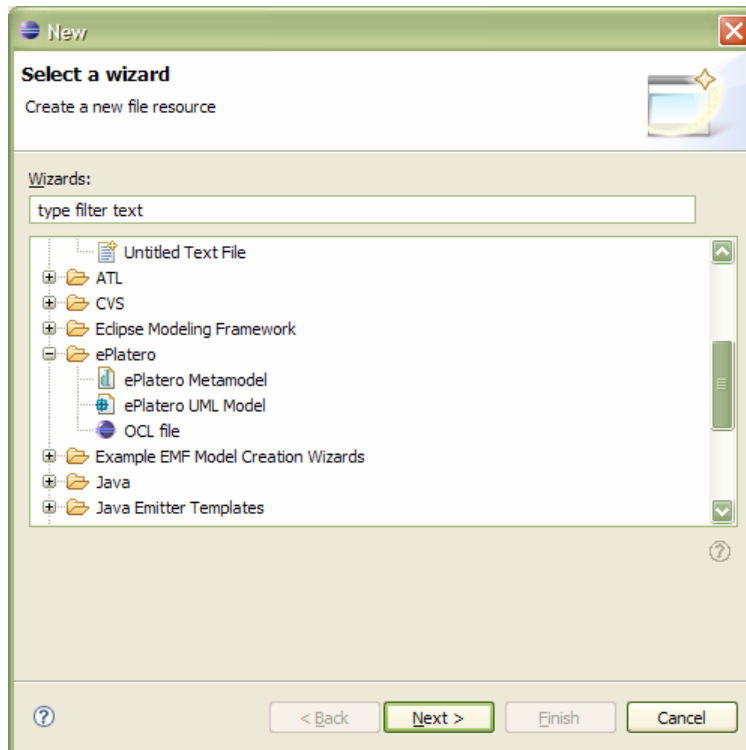 New
Select a wizard
Create a new file resource
Wizards:
type filter text
Untitled Text File
ATL
CVS
Eclipse Modeling Framework
ePlatero
ePlatero Metamodel
ePlatero UML Model
OCL file
Example EMF Model Creation Wizards
Java
Java Emitter Templates
< Back Next > Finish Cancel